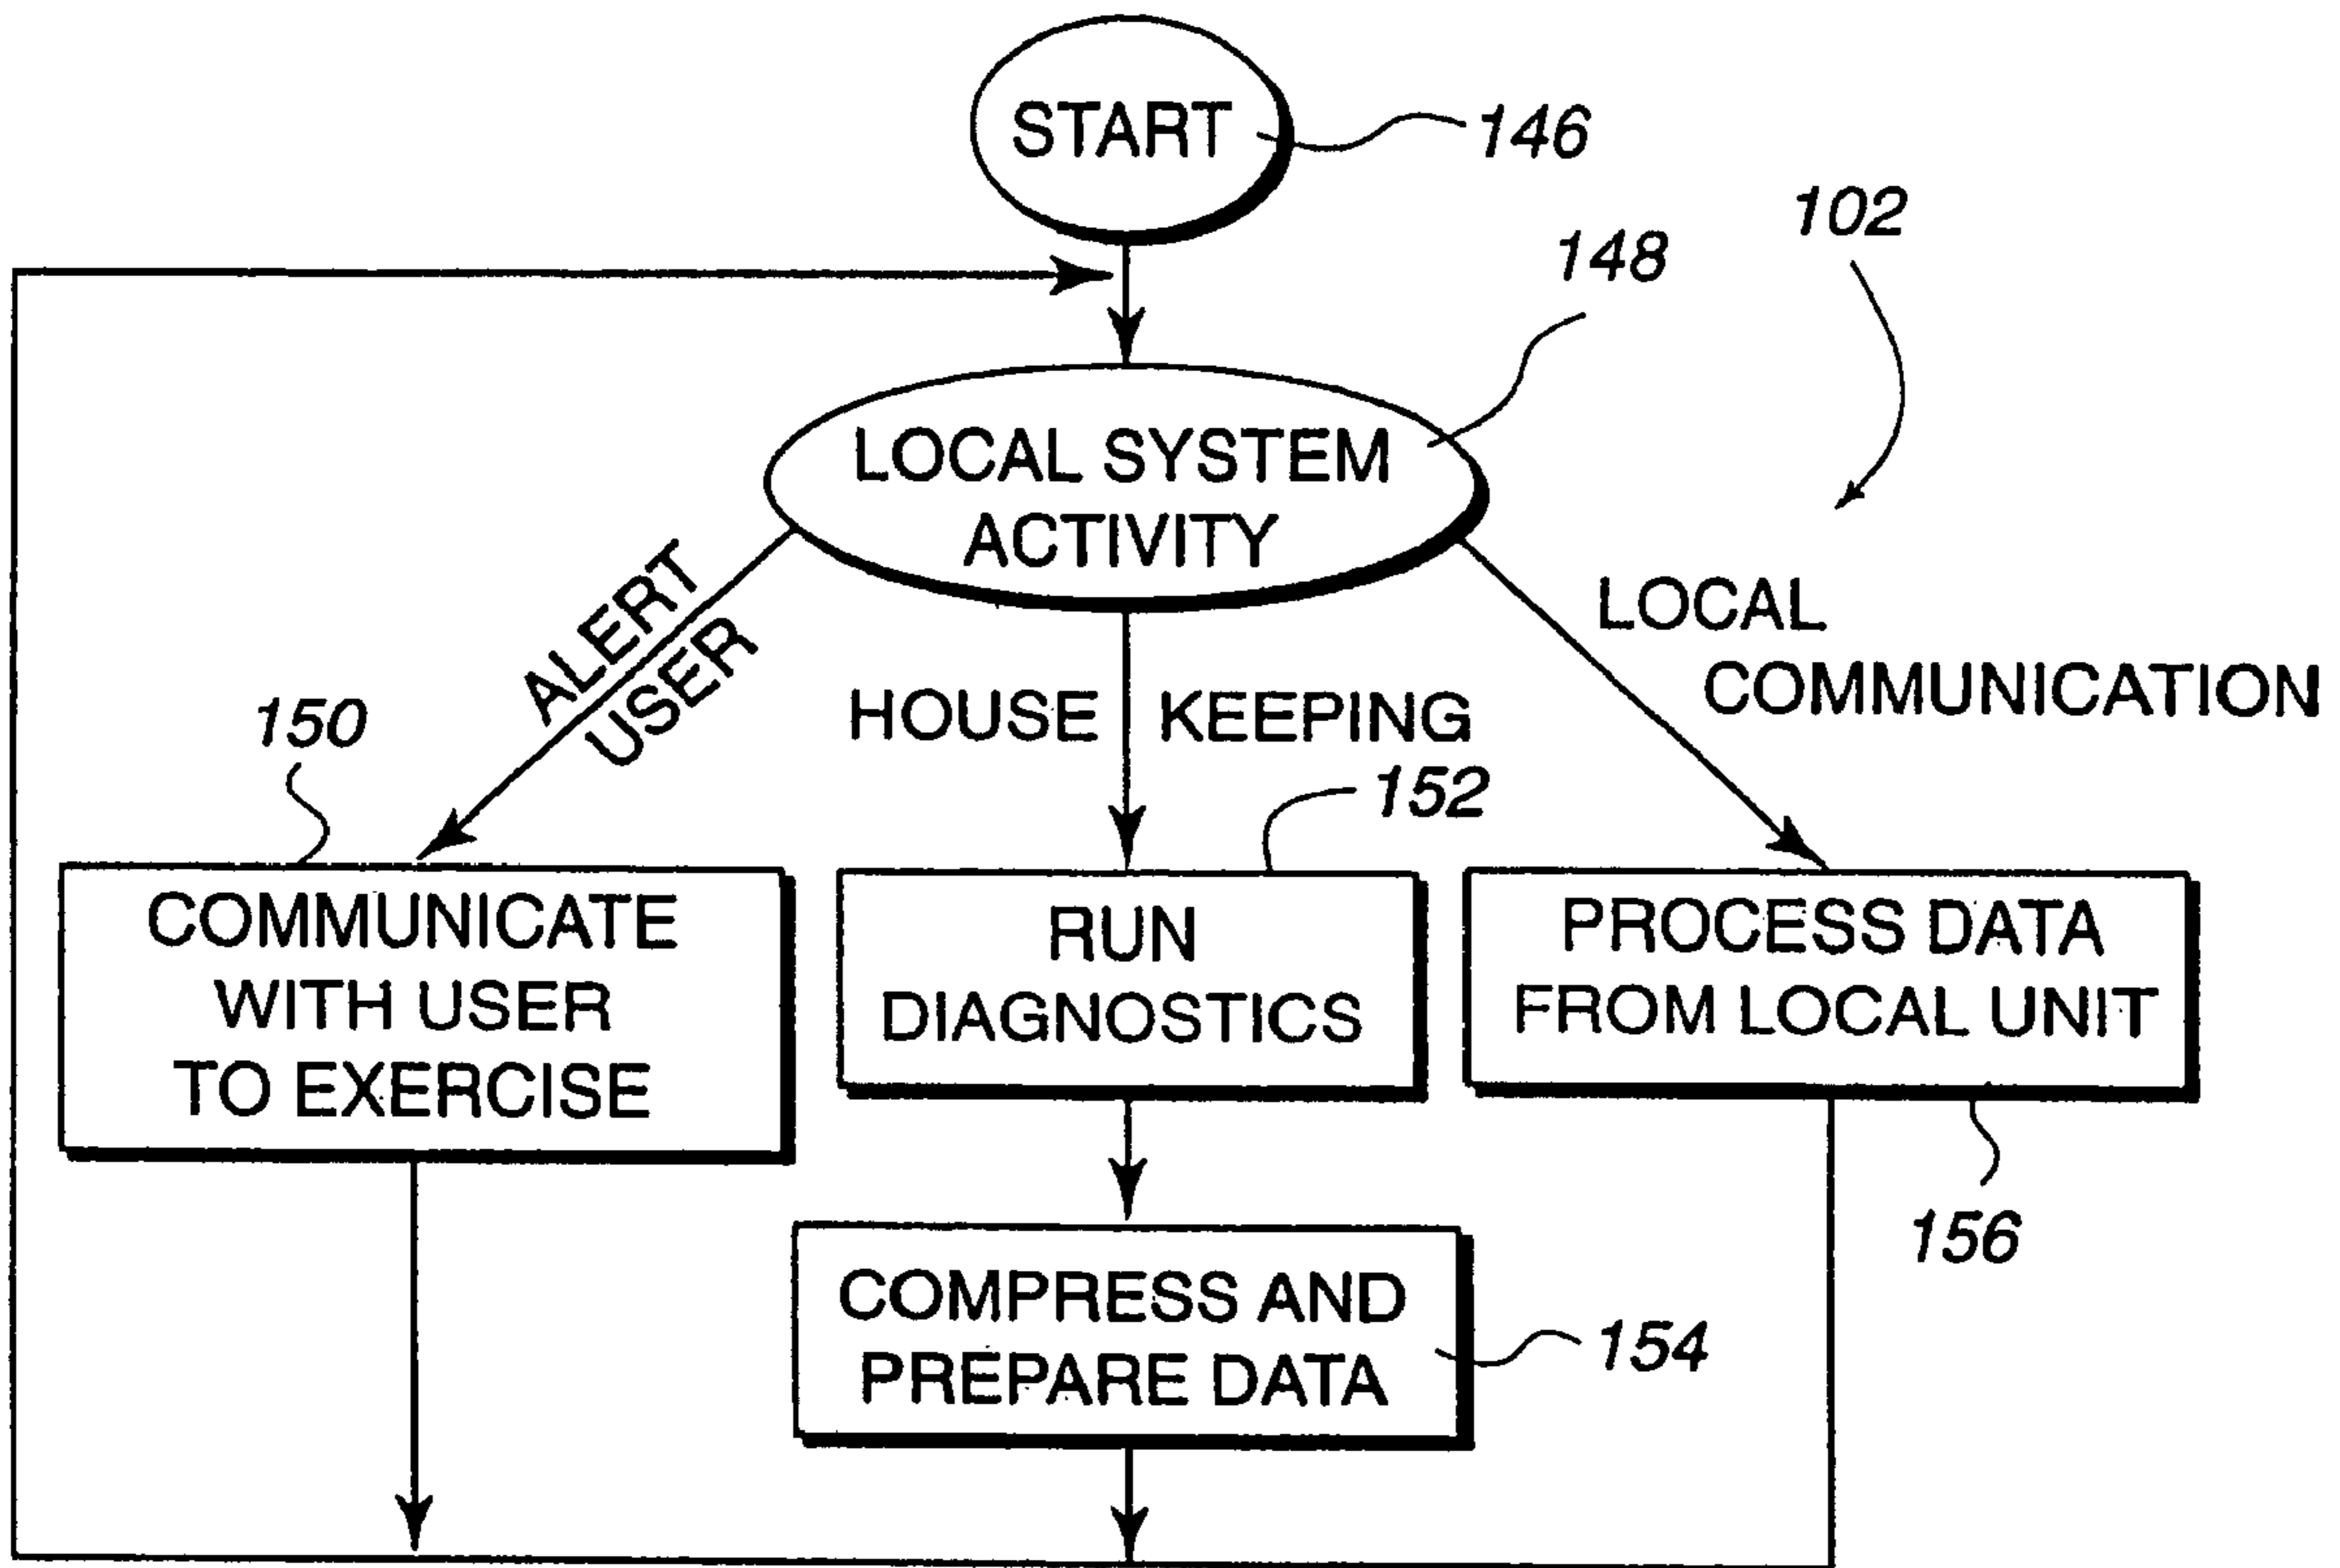 START
146
102
148
LOCAL SYSTEM
ACTIVITY
ALERT
USER
HOUSE KEEPING
LOCAL
COMMUNICATION
150
152
COMMUNICATE
WITH USER
TO EXERCISE
RUN
DIAGNOSTICS
PROCESS DATA
FROM LOCAL UNIT
156
COMPRESS AND
PREPARE DATA
154